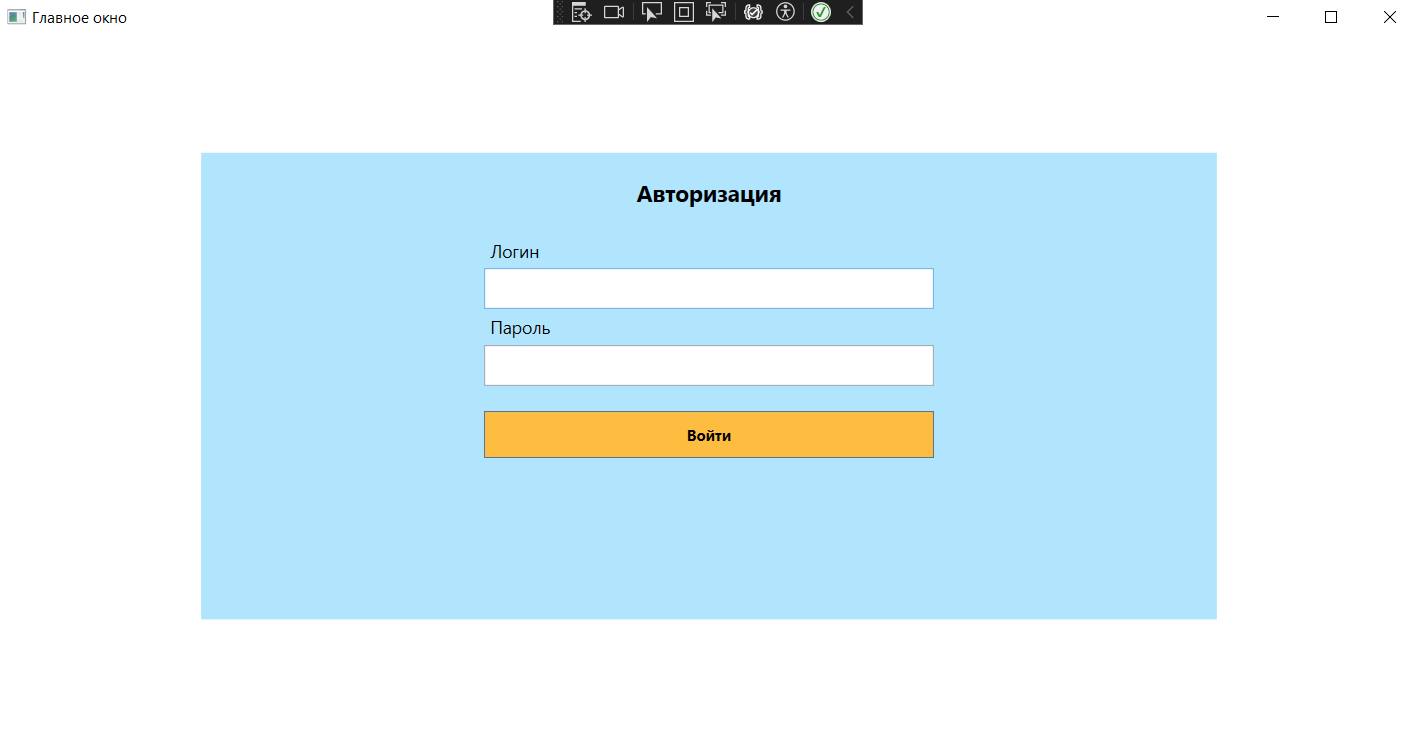 Главное окно
Авторизация
Логин
Пароль
Войти